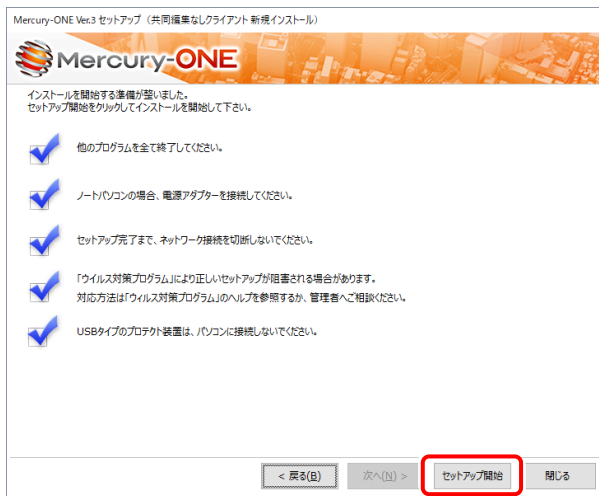 Mercury-ONE Ver.3 セットアップ（共同編集なしクライアント 新規インストール）
Mercury-ONE
インストールを開始する準備が整いました。
セットアップ開始をクリックしてインストールを開始して下さい。
他のプログラムを全て終了してください。
ノートパソコンの場合、電源アダプターを接続してください。
セットアップ完了まで、ネットワーク接続を切断しないでください。
「ウイルス対策プログラム」により正しいセットアップが阻害される場合があります。
対応方法は「ウィルス対策プログラム」のヘルプを参照するか、管理者へご相談ください。
USBタイプのプロテクト装置は、パソコンに接続しないでください。
< 戻る(B)
次へ(N) >
セットアップ開始
閉じる